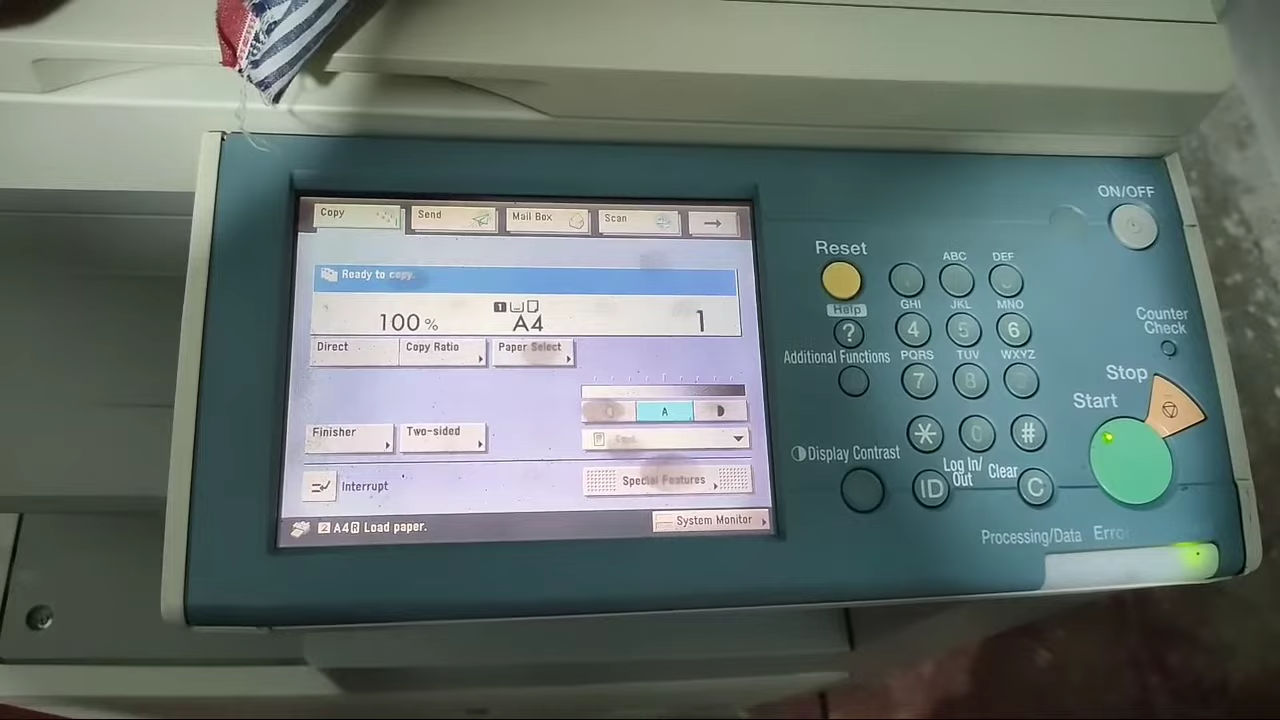 Copy
Send
Mail Box
Scan
Ready to copy.
100%
1
A4
1
Direct
Copy Ratio
Paper Select
A
Finisher
Two-sided
Special Features
Interrupt
2 A4R Load paper.
System Monitor
ON/OFF
Reset
ABC
DEF
Help
?
GHI
JKL
MNO
4
5
6
Additional Functions
PQRS
TUV
WXYZ
7
8
*
0
#
Display Contrast
ID
Log In/
Out
Clear
C
Counter
Check
Stop
Start
Processing/Data
Error